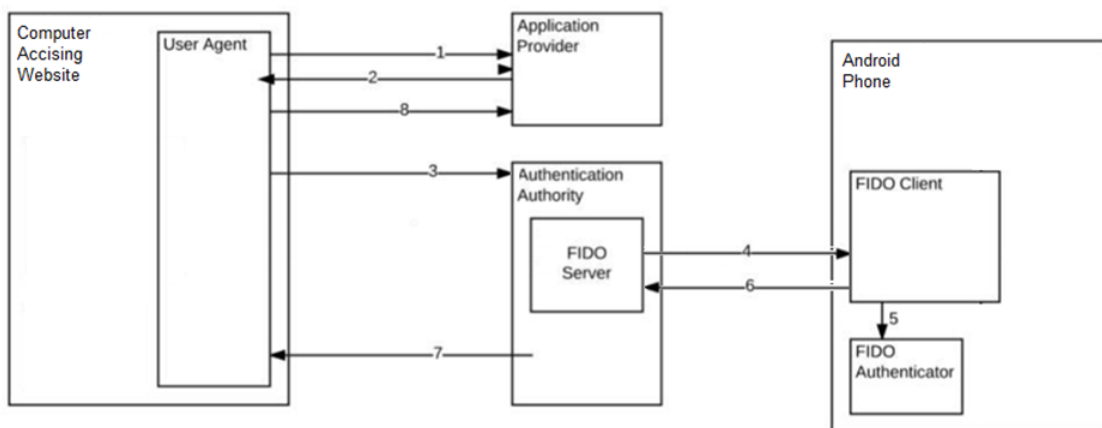 Computer
Accising
Website
User Agent
1
2
8
3
7
Application
Provider
Authentication
Authority
FIDO
Server
4
6
Android
Phone
FIDO Client
5
FIDO
Authenticator